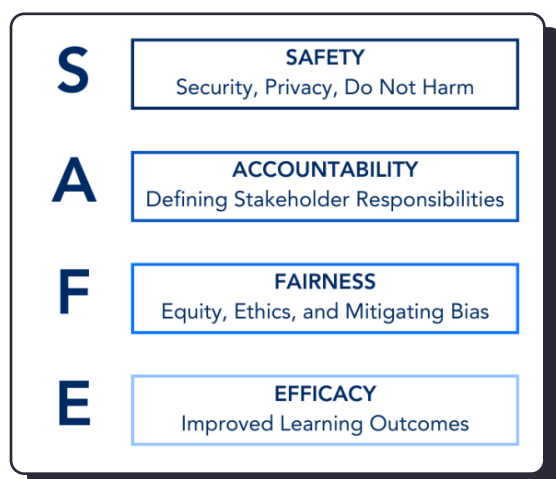 S
SAFETY
Security, Privacy, Do Not Harm
A
ACCOUNTABILITY
Defining Stakeholder Responsibilities
F
FAIRNESS
Equity, Ethics, and Mitigating Bias
E
EFFICACY
Improved Learning Outcomes